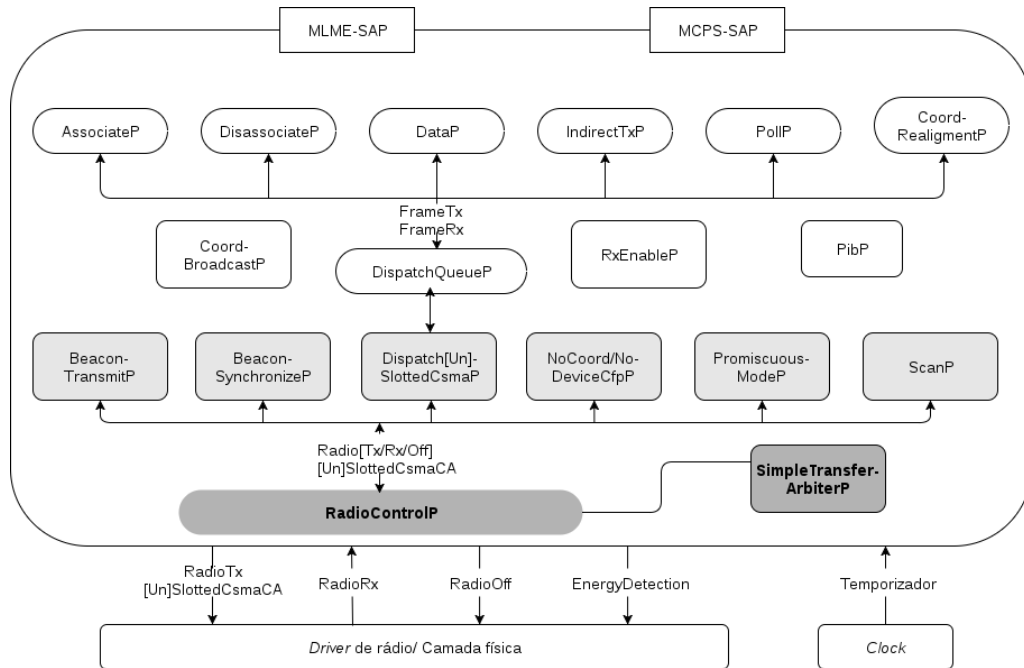 MLME-SAP
MCPS-SAP
AssociateP
DisassociateP
DataP
IndirectTxP
PollP
Coord-
RealigmentP
FrameTx
FrameRx
Coord-
BroadcastP
DispatchQueueP
RxEnableP
PibP
Beacon-
TransmitP
Beacon-
SynchronizeP
Dispatch[Un]-
SlottedCsmaP
NoCoord/No-
DeviceCfpP
Promiscuous-
ModeP
ScanP
Radio[Tx/Rx/Off]
[Un]SlottedCsmaCA
SimpleTransfer-
ArbiterP
RadioControlP
RadioTx
[Un]SlottedCsmaCA
RadioRx
RadioOff
EnergyDetection
Temporizador
Driver de rádio/ Camada física
Clock